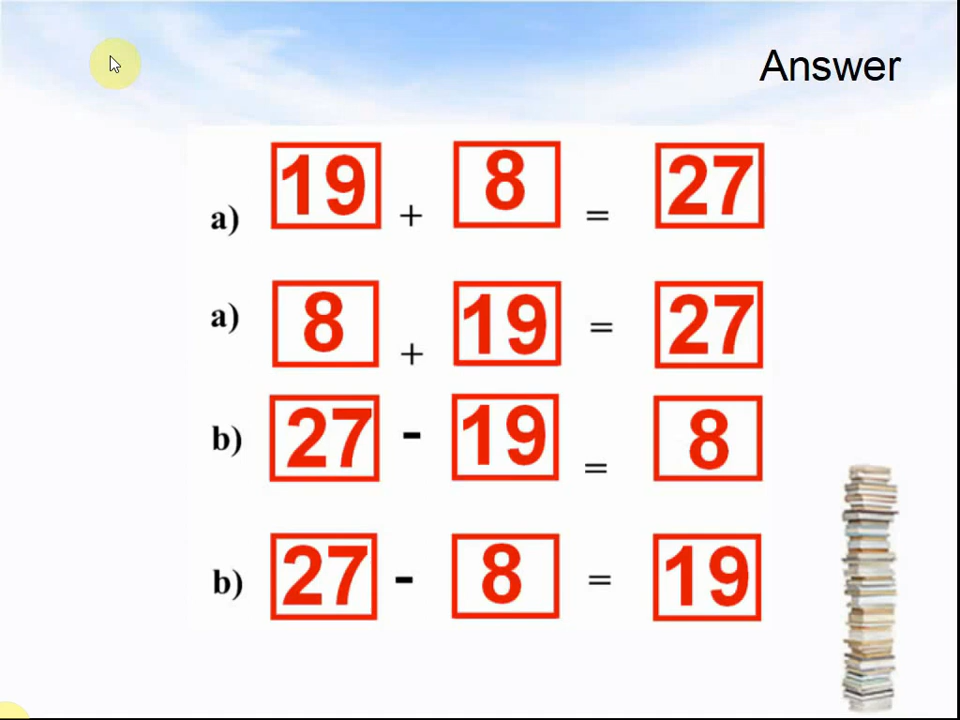 Answer
a) 19 + 8 = 27
a) 8 + 19 = 27
b) 27 - 19 = 8
b) 27 - 8 = 19